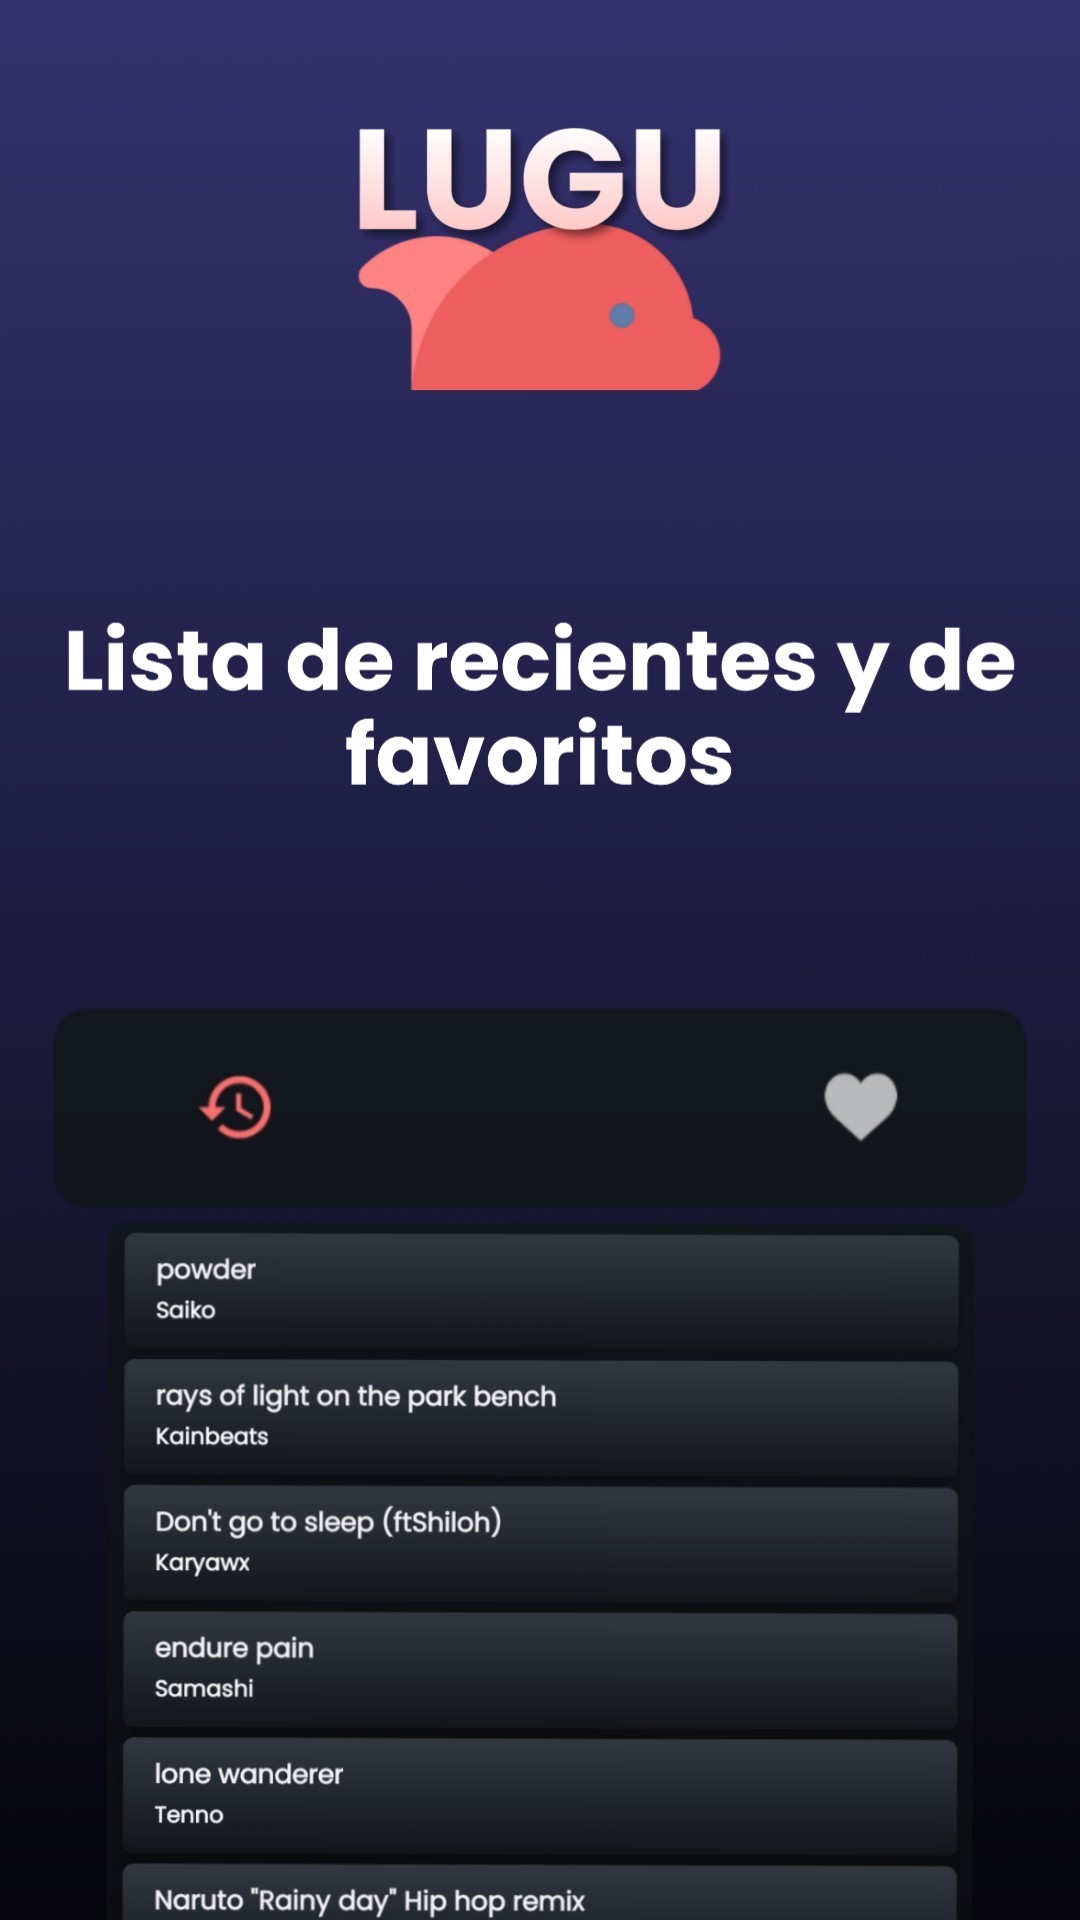 LUGU
Lista de recientes y de
favoritos
powder
Saiko
rays of light on the park bench
Kainbeats
Don't go to sleep (ftShiloh)
Karyawx
endure pain
Samashi
lone wanderer
Tenno
Naruto "Rainy day" Hip hop remix